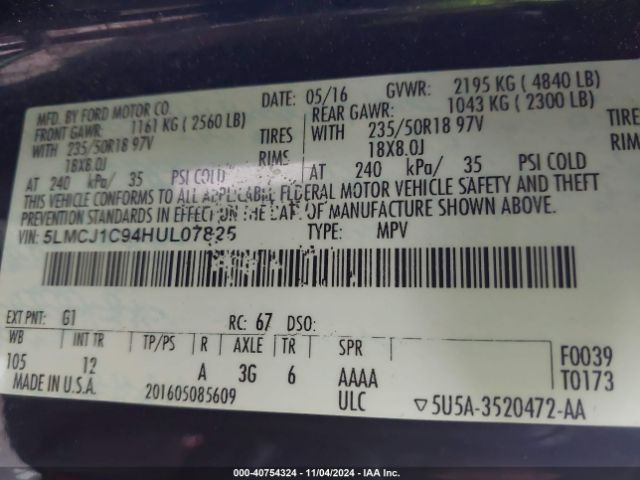 MFD. BY FORD MOTOR CO.
DATE: 05/16 GVWR: 2195 KG ( 4840 LB)
FRONT GAWR: 1161 KG ( 2560 LB) REAR GAWR: 1043 KG ( 2300 LB)
WITH 235/50R18 97V TIRES WITH 235/50R18 97V TIRES
18X8.0J RIMS 18X8.0J RIMS
AT 240 kPa/ 35 PSI COLD AT 240 kPa/ 35 PSI COLD
THIS VEHICLE CONFORMS TO ALL APPLICABLE FEDERAL MOTOR VEHICLE SAFETY AND THEFT
PREVENTION STANDARDS IN EFFECT ON THE DATE OF MANUFACTURE SHOWN ABOVE.
VIN: 5LMCJ1C94HUL07825 TYPE: MPV
EXT PNT: G1 RC: 67 DSO:
WB INT TR TP/PS R AXLE TR SPR F0039
105 12 A 3G 6 AAAA T0173
MADE IN U.S.A. 201605085609 ULC ▽5U5A-3520472-AA
000-40754324 - 11/04/2024 - IAA Inc.